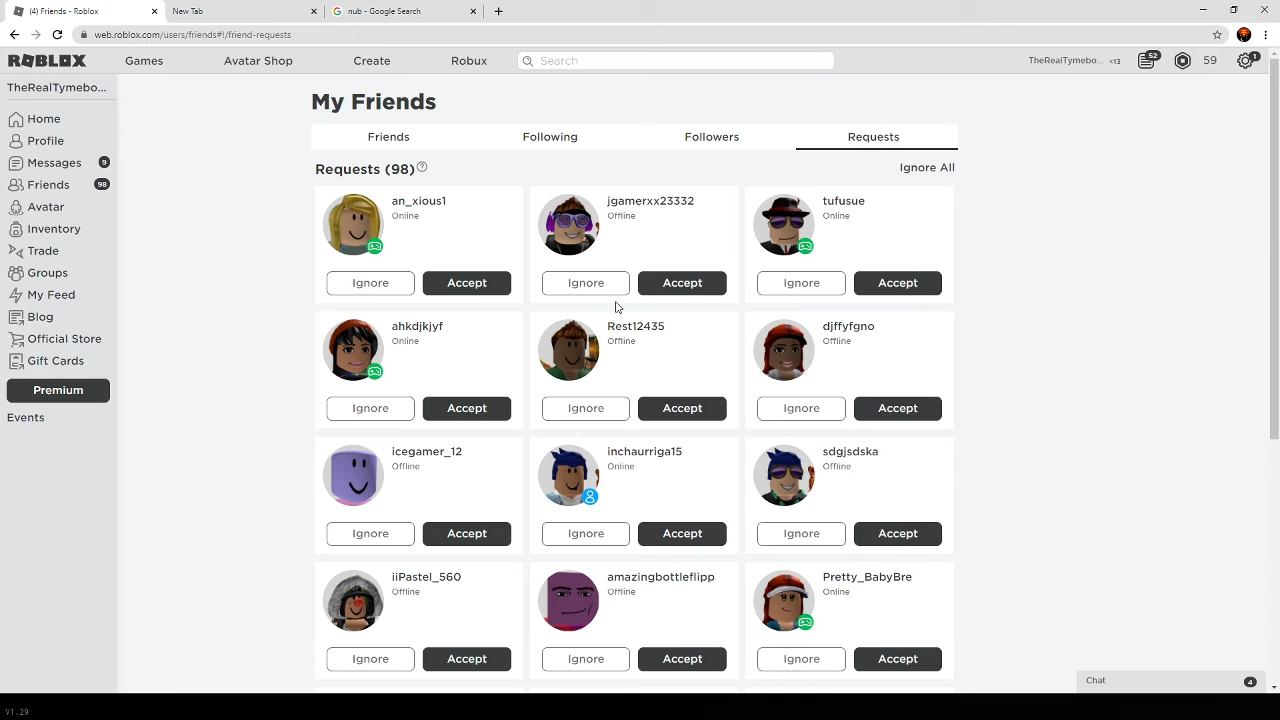 (4) Friends - Roblox
New Tab
nub - Google Search
web.roblox.com/users/friends#!/friend-requests
ROBLOX
Games
Avatar Shop
Create
Robux
Search
TheRealTymebo... <13
52
59
1
TheRealTymebo...
Home
Profile
Messages 9
Friends 98
Avatar
Inventory
Trade
Groups
My Feed
Blog
Official Store
Gift Cards
Premium
Events
My Friends
Friends
Following
Followers
Requests
Requests (98)
Ignore All
an_xious1
Online
Ignore
Accept
jgamerxx23332
Offline
Ignore
Accept
tufusue
Online
Ignore
Accept
ahkdjkjyf
Online
Ignore
Accept
Rest12435
Offline
Ignore
Accept
djffyfgno
Offline
Ignore
Accept
icegamer_12
Offline
Ignore
Accept
inchaurriga15
Online
Ignore
Accept
sdgjsdska
Offline
Ignore
Accept
iiPastel_560
Offline
Ignore
Accept
amazingbottleflipp
Offline
Ignore
Accept
Pretty_BabyBre
Online
Ignore
Accept
Chat 4
V1.29